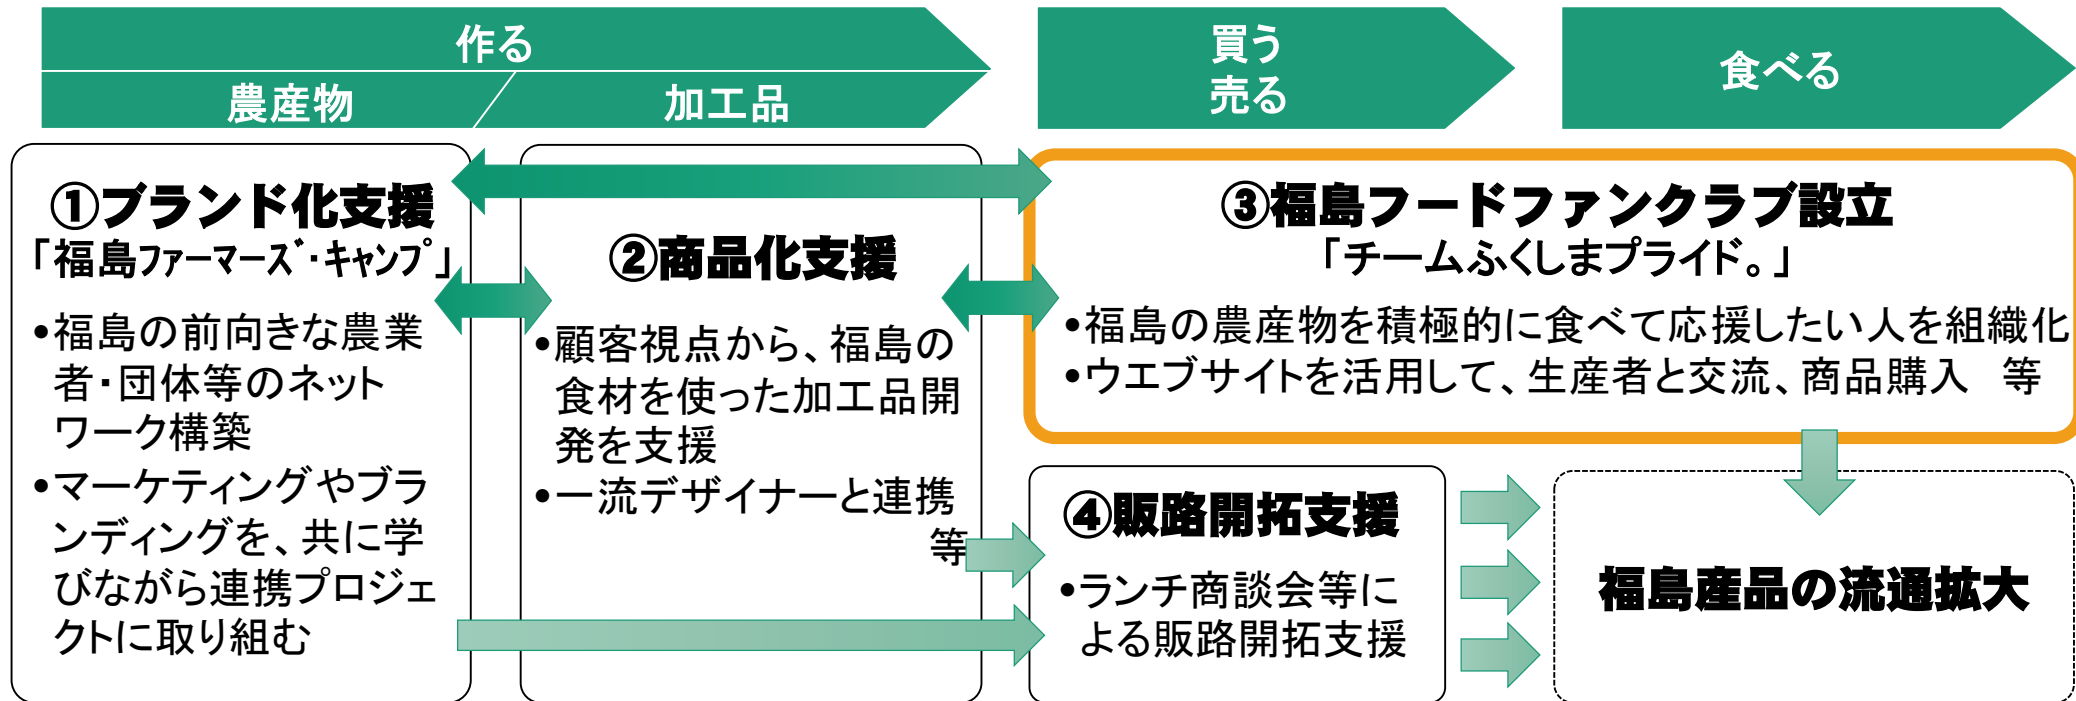 作る
農産物
加工品
買う
売る
食べる
①ブランド化支援
「福島ファーマーズ・キャンプ」
•福島の前向きな農業
者・団体等のネット
ワーク構築
•マーケティングやブラ
ンディングを、共に学
びながら連携プロジェ
クトに取り組む
②商品化支援
•顧客視点から、福島の
食材を使った加工品開
発を支援
•一流デザイナーと連携
等
③福島フードファンクラブ設立
「チームふくしまプライド。」
•福島の農産物を積極的に食べて応援したい人を組織化
•ウエブサイトを活用して、生産者と交流、商品購入　等
④販路開拓支援
•ランチ商談会等に
よる販路開拓支援
福島産品の流通拡大